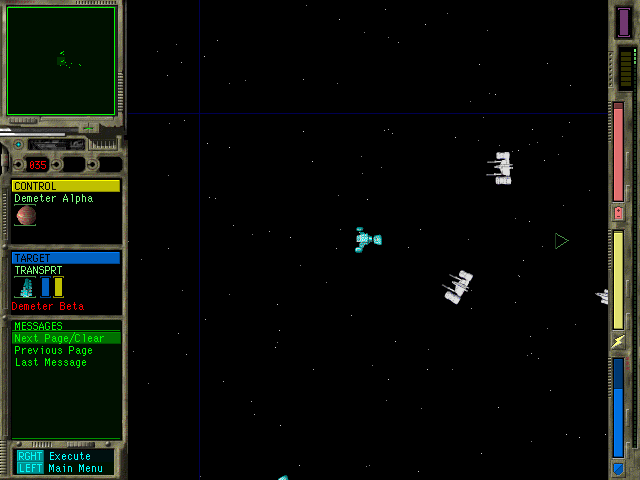 035
CONTROL
Demeter Alpha
TARGET
TRANSPRT
Demeter Beta
MESSAGES
Next Page/Clear
Previous Page
Last Message
RGHT Execute
LEFT Main Menu